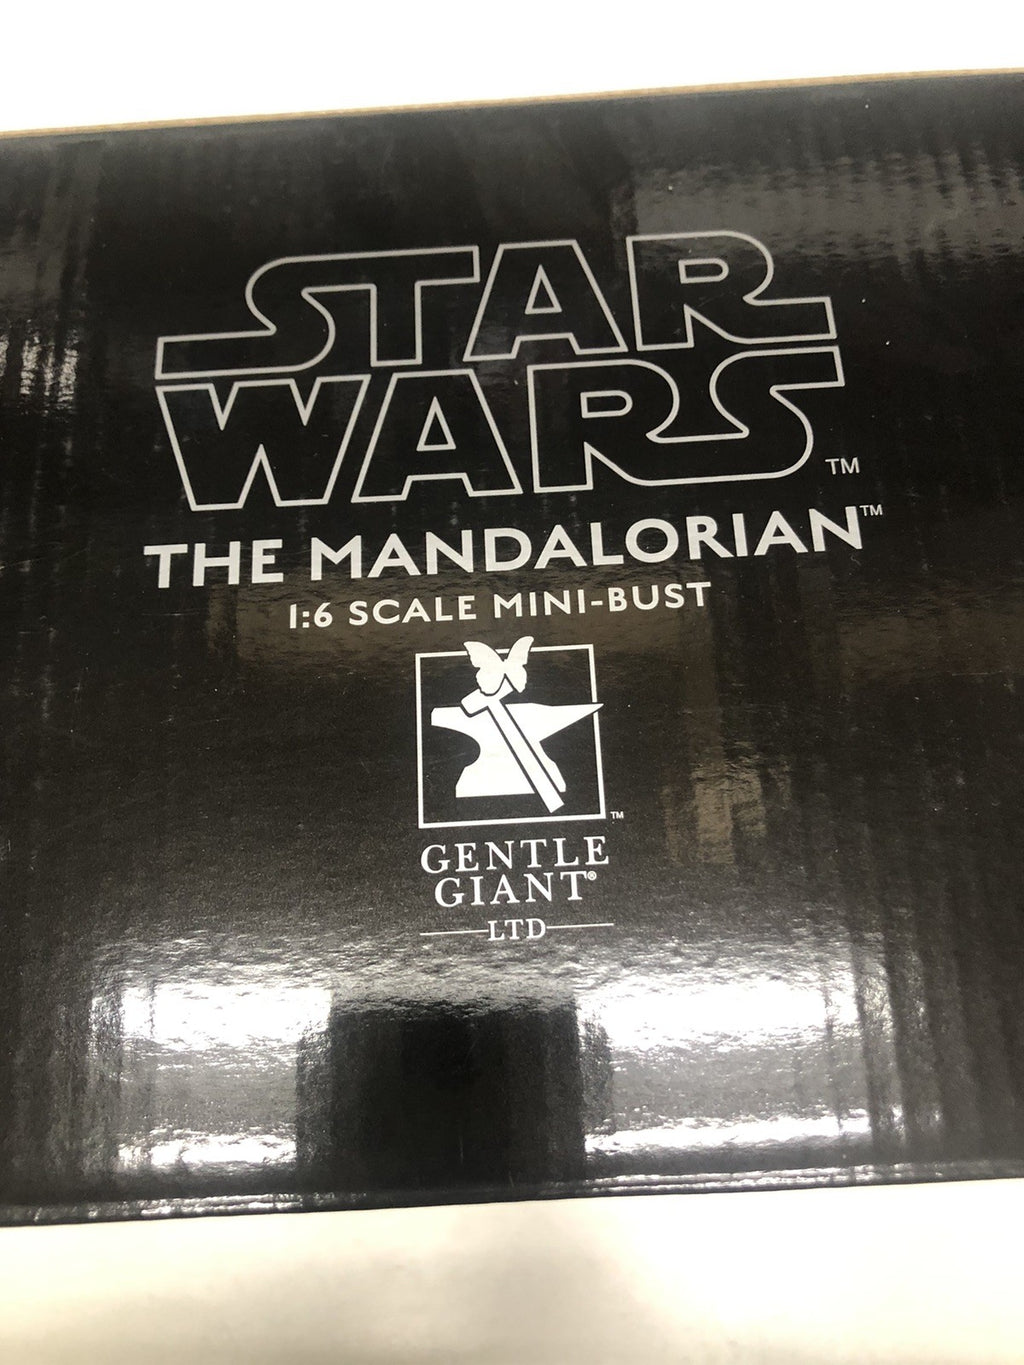 STAR
WARS™
THE MANDALORIAN™
1:6 SCALE MINI-BUST
™
GENTLE
GIANT®
LTD